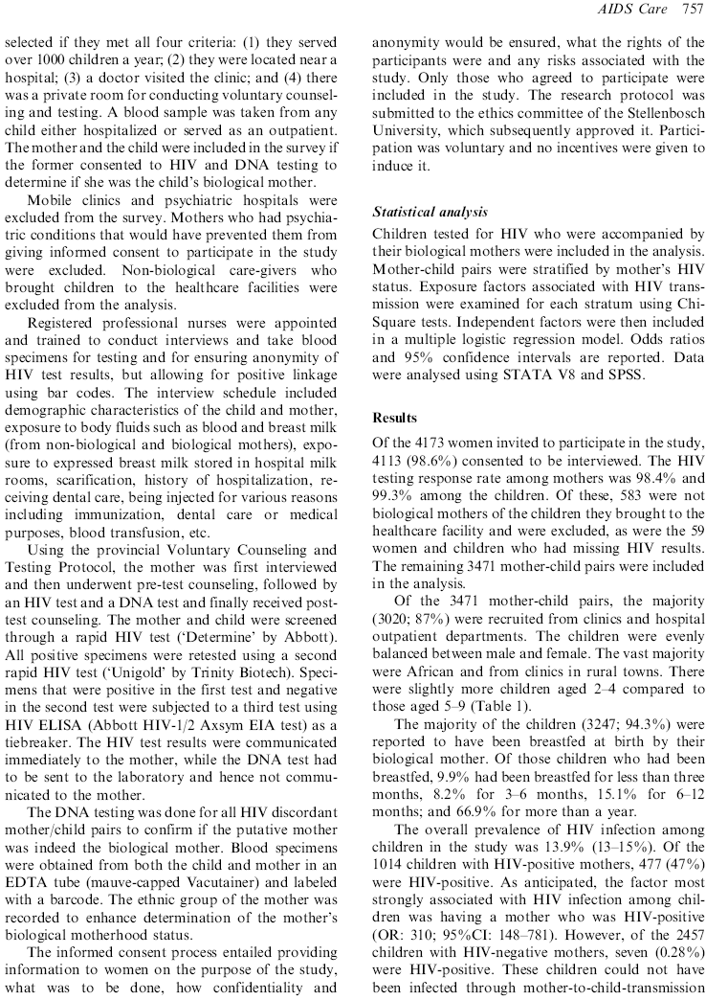 AIDS Care 757
selected if they met all four criteria: (1) they served
over 1000 children a year; (2) they were located near a
hospital; (3) a doctor visited the clinic; and (4) there
was a private room for conducting voluntary counsel-
ing and testing. A blood sample was taken from any
child either hospitalized or served as an outpatient.
The mother and the child were included in the survey if
the former consented to HIV and DNA testing to
determine if she was the child's biological mother.
Mobile clinics and psychiatric hospitals were
excluded from the survey. Mothers who had psychia-
tric conditions that would have prevented them from
giving informed consent to participate in the study
were excluded. Non-biological care-givers who
brought children to the healthcare facilities were
excluded from the analysis.
Registered professional nurses were appointed
and trained to conduct interviews and take blood
specimens for testing and for ensuring anonymity of
HIV test results, but allowing for positive linkage
using bar codes. The interview schedule included
demographic characteristics of the child and mother,
exposure to body fluids such as blood and breast milk
(from non-biological and biological mothers), expo-
sure to expressed breast milk stored in hospital milk
rooms, scarification, history of hospitalization, re-
ceiving dental care, being injected for various reasons
including immunization, dental care or medical
purposes, blood transfusion, etc.
Using the provincial Voluntary Counseling and
Testing Protocol, the mother was first interviewed
and then underwent pre-test counseling, followed by
an HIV test and a DNA test and finally received post-
test counseling. The mother and child were screened
through a rapid HIV test ('Determine' by Abbott).
All positive specimens were retested using a second
rapid HIV test ('Unigold' by Trinity Biotech). Speci-
mens that were positive in the first test and negative
in the second test were subjected to a third test using
HIV ELISA (Abbott HIV-1/2 Axsym EIA test) as a
tiebreaker. The HIV test results were communicated
immediately to the mother, while the DNA test had
to be sent to the laboratory and hence not commu-
nicated to the mother.
The DNA testing was done for all HIV discordant
mother/child pairs to confirm if the putative mother
was indeed the biological mother. Blood specimens
were obtained from both the child and mother in an
EDTA tube (mauve-capped Vacutainer) and labeled
with a barcode. The ethnic group of the mother was
recorded to enhance determination of the mother's
biological motherhood status.
The informed consent process entailed providing
information to women on the purpose of the study,
what was to be done, how confidentiality and
anonymity would be ensured, what the rights of the
participants were and any risks associated with the
study. Only those who agreed to participate were
included in the study. The research protocol was
submitted to the ethics committee of the Stellenbosch
University, which subsequently approved it. Partici-
pation was voluntary and no incentives were given to
induce it.
Statistical analysis
Children tested for HIV who were accompanied by
their biological mothers were included in the analysis.
Mother-child pairs were stratified by mother's HIV
status. Exposure factors associated with HIV trans-
mission were examined for each stratum using Chi-
Square tests. Independent factors were then included
in a multiple logistic regression model. Odds ratios
and 95% confidence intervals are reported. Data
were analysed using STATA V8 and SPSS.
Results
Of the 4173 women invited to participate in the study,
4113 (98.6%) consented to be interviewed. The HIV
testing response rate among mothers was 98.4% and
99.3% among the children. Of these, 583 were not
biological mothers of the children they brought to the
healthcare facility and were excluded, as were the 59
women and children who had missing HIV results.
The remaining 3471 mother-child pairs were included
in the analysis.
Of the 3471 mother-child pairs, the majority
(3020; 87%) were recruited from clinics and hospital
outpatient departments. The children were evenly
balanced between male and female. The vast majority
were African and from clinics in rural towns. There
were slightly more children aged 2–4 compared to
those aged 5–9 (Table 1).
The majority of the children (3247; 94.3%) were
reported to have been breastfed at birth by their
biological mother. Of those children who had been
breastfed, 9.9% had been breastfed for less than three
months, 8.2% for 3–6 months, 15.1% for 6–12
months; and 66.9% for more than a year.
The overall prevalence of HIV infection among
children in the study was 13.9% (13–15%). Of the
1014 children with HIV-positive mothers, 477 (47%)
were HIV-positive. As anticipated, the factor most
strongly associated with HIV infection among chil-
dren was having a mother who was HIV-positive
(OR: 310; 95%CI: 148–781). However, of the 2457
children with HIV-negative mothers, seven (0.28%)
were HIV-positive. These children could not have
been infected through mother-to-child-transmission